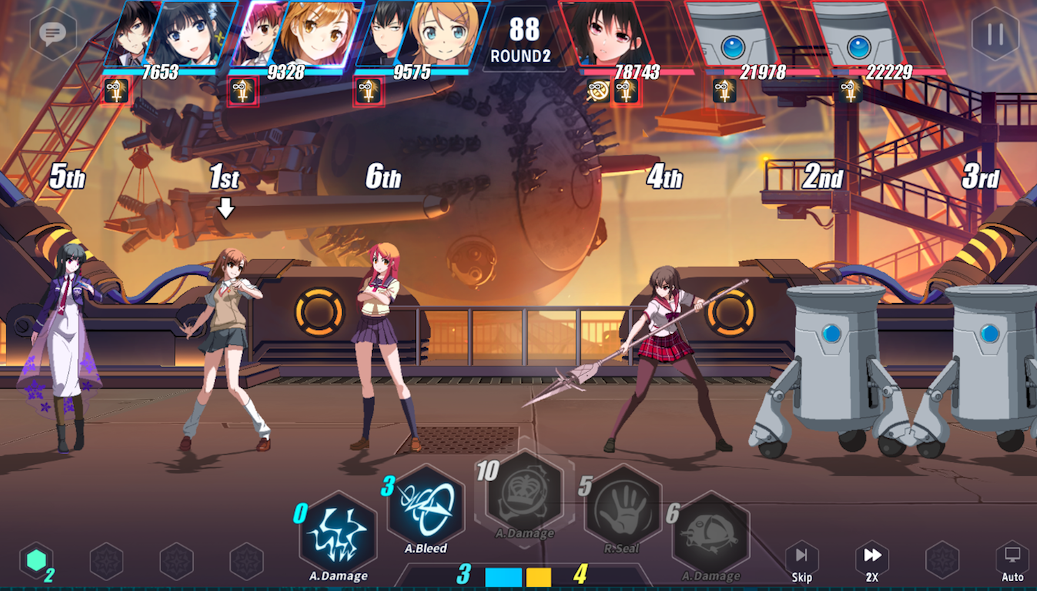 88
ROUND2
7653
9328
9575
78743
21978
22229
5th
1st
6th
4th
2nd
3rd
0
A.Damage
3
A.Bleed
10
A.Damage
5
R.Seal
6
A.Damage
2
3
4
Skip
2X
Auto